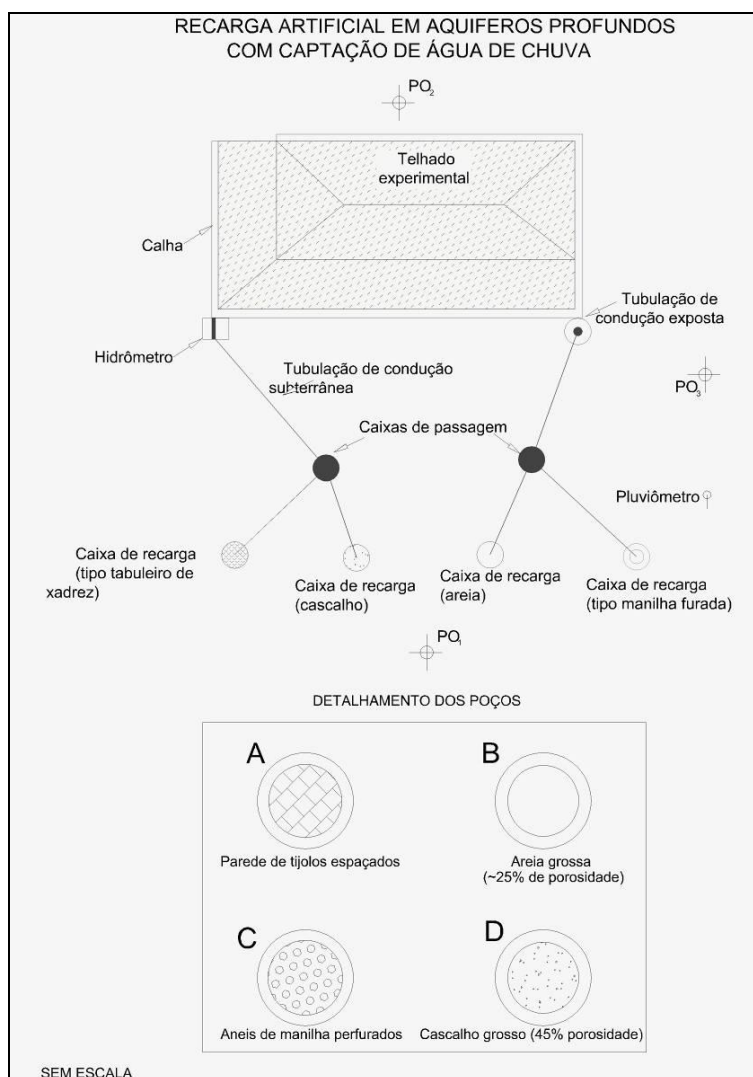 RECARGA ARTIFICIAL EM AQUIFEROS PROFUNDOS
COM CAPTAÇÃO DE ÁGUA DE CHUVA
PO2
Telhado
experimental
Calha
Tubulação de
condução exposta
Hidrômetro
Tubulação de condução
subterrânea
PO3
Caixas de passagem
Pluviômetro
Caixa de recarga
(tipo tabuleiro de
xadrez)
Caixa de recarga
(cascalho)
Caixa de recarga
(areia)
Caixa de recarga
(tipo manilha furada)
PO1
DETALHAMENTO DOS POÇOS
A
Parede de tijolos espaçados
B
Areia grossa
(~25% de porosidade)
C
Aneis de manilha perfurados
D
Cascalho grosso (45% porosidade)
SEM ESCALA